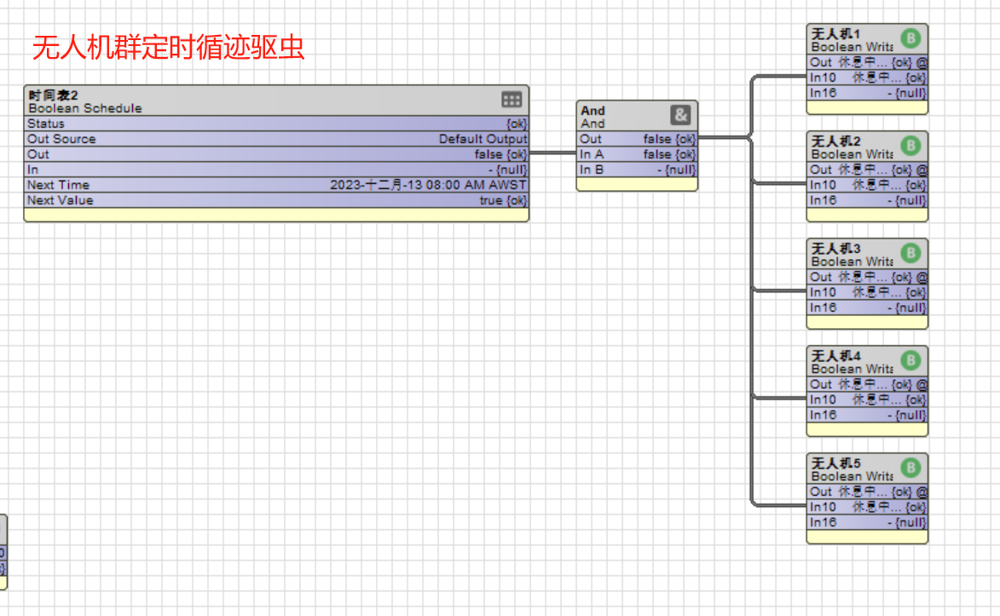 无人机群定时循迹驱虫
时间表2
Boolean Schedule
Status {ok}
Out Source Default Output
Out false {ok}
In - {null}
Next Time 2023-十二月-13 08:00 AM AWST
Next Value true {ok}
And
And
&
Out false {ok}
In A false {ok}
In B - {null}
无人机1
B
Boolean Writa
Out 休息中... {ok} @
In10 休息中... {ok}
In16 - {null}
无人机2
B
Boolean Writa
Out 休息中... {ok} @
In10 休息中... {ok}
In16 - {null}
无人机3
B
Boolean Writa
Out 休息中... {ok} @
In10 休息中... {ok}
In16 - {null}
无人机4
B
Boolean Writa
Out 休息中... {ok} @
In10 休息中... {ok}
In16 - {null}
无人机5
B
Boolean Writa
Out 休息中... {ok} @
In10 休息中... {ok}
In16 - {null}